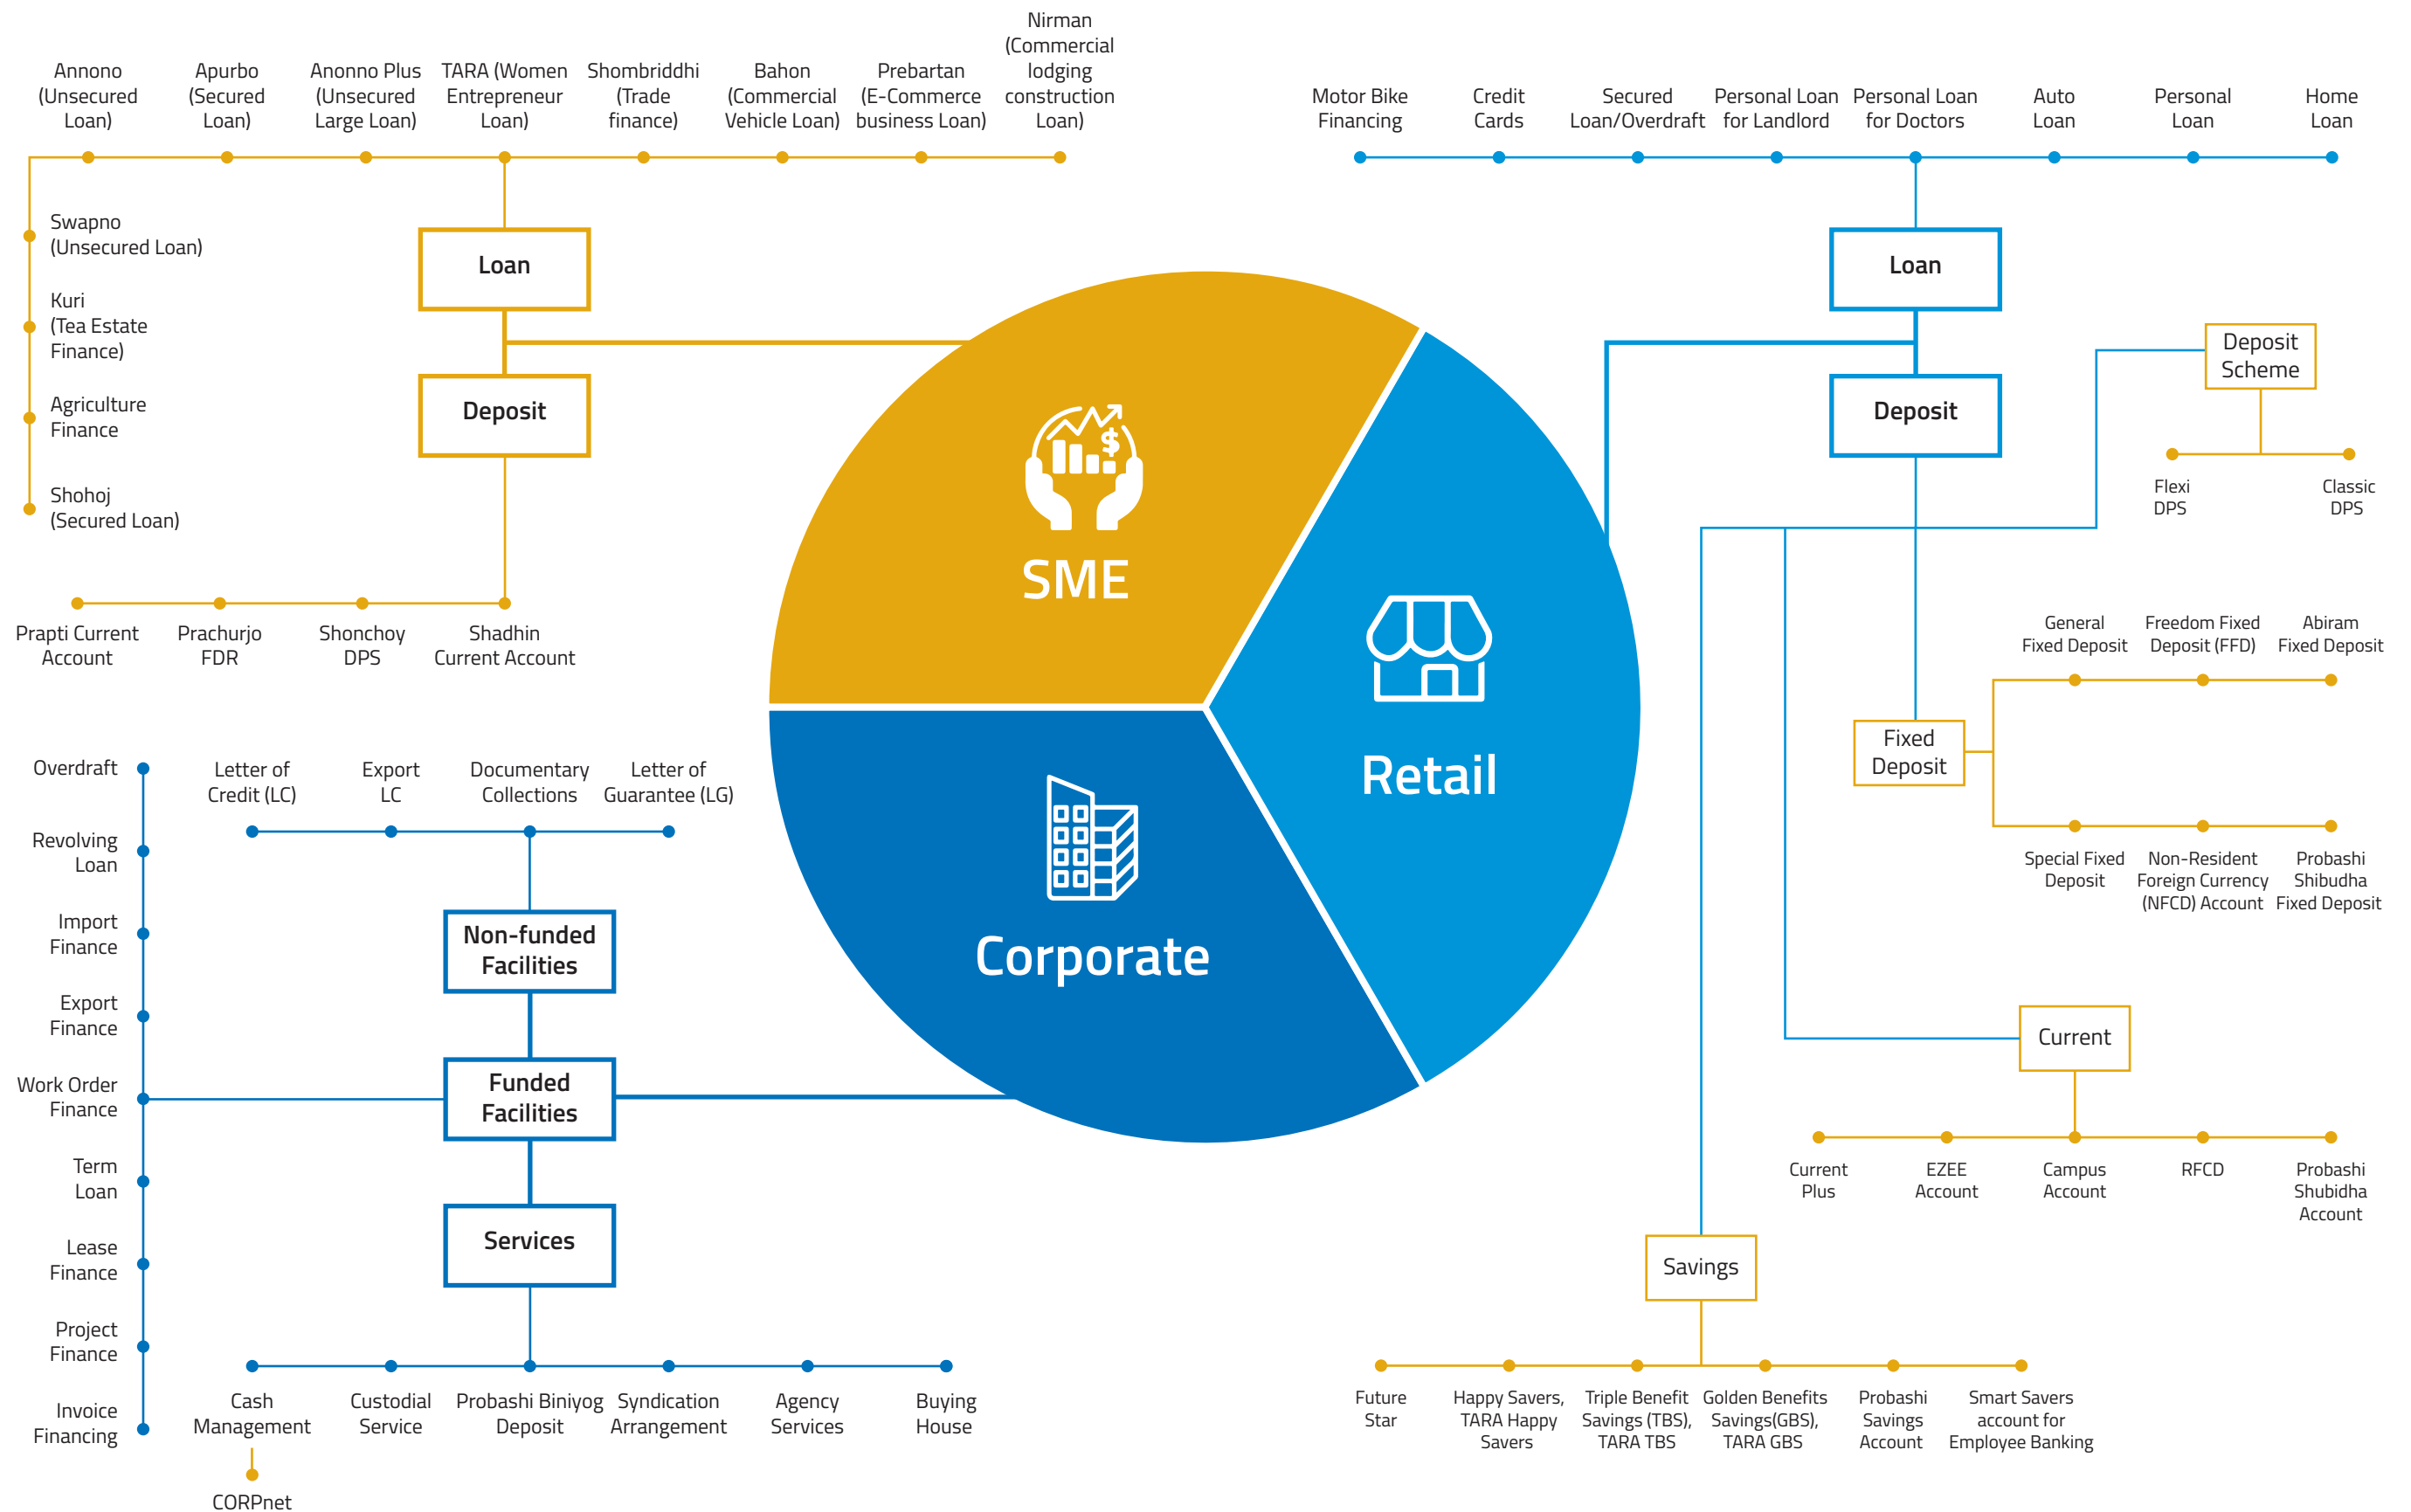 Annono
(Unsecured
Loan)
Apurbo
(Secured
Loan)
Anonno Plus
(Unsecured
Large Loan)
TARA (Women
Entrepreneur
Loan)
Shombriddhi
(Trade
finance)
Bahon
(Commercial
Vehicle Loan)
Prebartan
(E-Commerce
business Loan)
Nirman
(Commercial
lodging
construction
Loan)
Swapno
(Unsecured Loan)
Kuri
(Tea Estate
Finance)
Agriculture
Finance
Shohoj
(Secured Loan)
Loan
Deposit
Prapti Current
Account
Prachurjo
FDR
Shonchoy
DPS
Shadhin
Current Account
SME
Motor Bike
Financing
Credit
Cards
Secured
Loan/Overdraft
Personal Loan
for Landlord
Personal Loan
for Doctors
Auto
Loan
Personal
Loan
Home
Loan
Loan
Deposit
Deposit
Scheme
Flexi
DPS
Classic
DPS
Retail
General
Fixed Deposit
Freedom Fixed
Deposit (FFD)
Abiram
Fixed Deposit
Fixed
Deposit
Special Fixed
Deposit
Non-Resident
Foreign Currency
(NFCD) Account
Probashi
Shibudha
Fixed Deposit
Current
Current
Plus
EZEE
Account
Campus
Account
RFCD
Probashi
Shubidha
Account
Savings
Future
Star
Happy Savers,
TARA Happy
Savers
Triple Benefit
Savings (TBS),
TARA TBS
Golden Benefits
Savings(GBS),
TARA GBS
Probashi
Savings
Account
Smart Savers
account for
Employee Banking
Corporate
Overdraft
Revolving
Loan
Import
Finance
Export
Finance
Work Order
Finance
Term
Loan
Lease
Finance
Project
Finance
Invoice
Financing
Letter of
Credit (LC)
Export
LC
Documentary
Collections
Letter of
Guarantee (LG)
Non-funded
Facilities
Funded
Facilities
Services
Cash
Management
Custodial
Service
Probashi Biniyog
Deposit
Syndication
Arrangement
Agency
Services
Buying
House
CORPnet